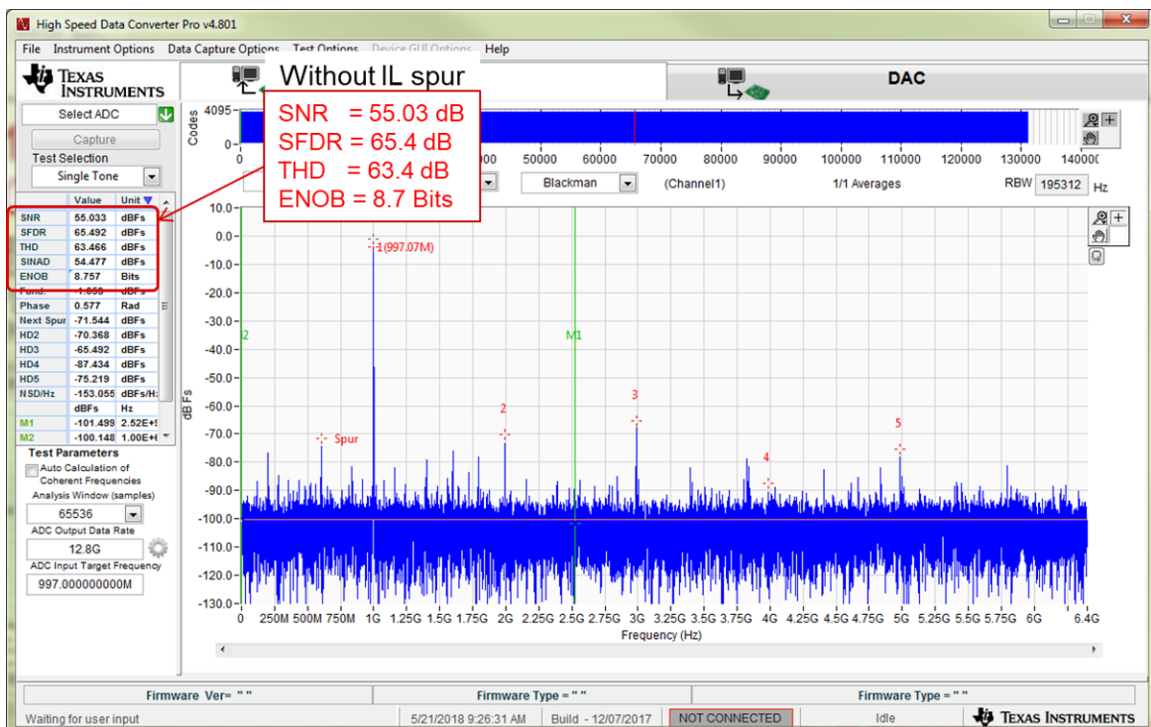 High Speed Data Converter Pro v4.801
File Instrument Options Data Capture Options Test Options Device GUI Options Help
TEXAS
INSTRUMENTS
Without IL spur
DAC
SNR = 55.03 dB
SFDR = 65.4 dB
THD = 63.4 dB
ENOB = 8.7 Bits
Select ADC
Capture
Test Selection
Single Tone
Value Unit
SNR 55.033 dBFs
SFDR 65.492 dBFs
THD 63.466 dBFs
SINAD 54.477 dBFs
ENOB 8.757 Bits
Fund. dBFs
Phase 0.577 Rad
Next Spur -71.544 dBFs
HD2 -70.368 dBFs
HD3 -65.492 dBFs
HD4 -87.434 dBFs
HD5 -75.219 dBFs
NSD/Hz -153.055 dBFs/H
dBFs Hz
M1 -101.499 2.52E+
M2 -100.148 1.00E+
Test Parameters
Auto Calculation of
Coherent Frequencies
Analysis Window (samples)
65536
ADC Output Data Rate
12.8G
ADC Input Target Frequency
997.000000000M
Codes
4095
0
0 50000 60000 70000 80000 90000 100000 110000 120000 130000
Blackman (Channel1) 1/1 Averages RBW 195312 Hz
dBFs
10.0
0.0
-10.0
-20.0
-30.0
-40.0
-50.0
-60.0
-70.0
-80.0
-90.0
-100.0
-110.0
-120.0
-130.0
1(997.07M)
2
M1
Spur
2
3
4
5
0 250M 500M 750M 1G 1.25G 1.5G 1.75G 2G 2.25G 2.5G 2.75G 3G 3.25G 3.5G 3.75G 4G 4.25G 4.5G 4.75G 5G 5.25G 5.5G 5.75G 6G 6.4G
Frequency (Hz)
Firmware Ver= " " Firmware Type = " " Firmware Type = " "
Waiting for user input 5/21/2018 9:26:31 AM Build - 12/07/2017 NOT CONNECTED Idle TEXAS INSTRUMENTS